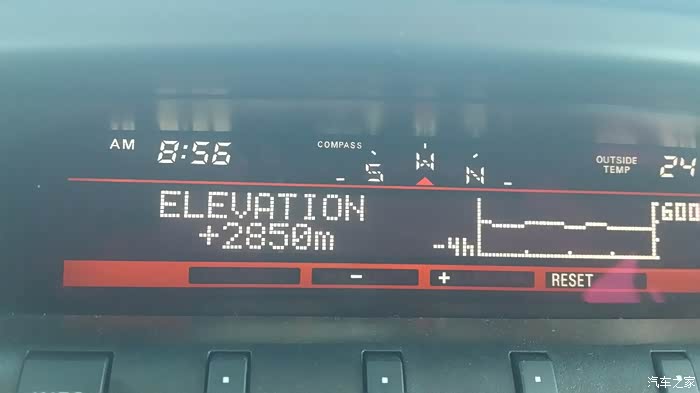 AM 8:56 COMPASS S W N OUTSIDE TEMP 24
ELEVATION
+2850m
-4h
600
- + RESET
汽车之家